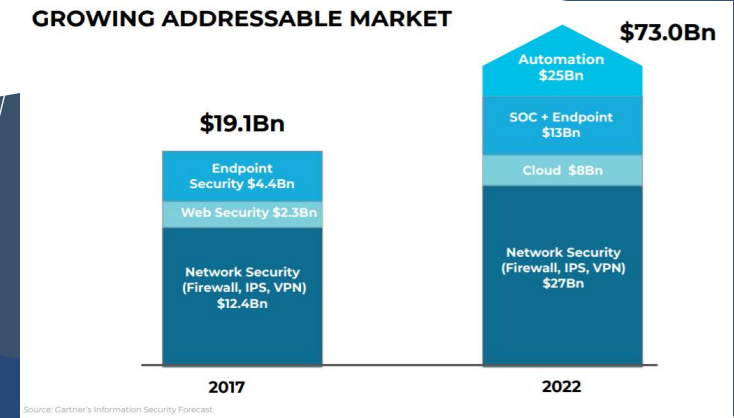 GROWING ADDRESSABLE MARKET
$73.0Bn
Automation
$25Bn
SOC + Endpoint
$13Bn
Cloud $8Bn
Network Security
(Firewall, IPS, VPN)
$27Bn
$19.1Bn
Endpoint
Security $4.4Bn
Web Security $2.3Bn
Network Security
(Firewall, IPS, VPN)
$12.4Bn
2017
2022
Source: Gartner's Information Security Forecast